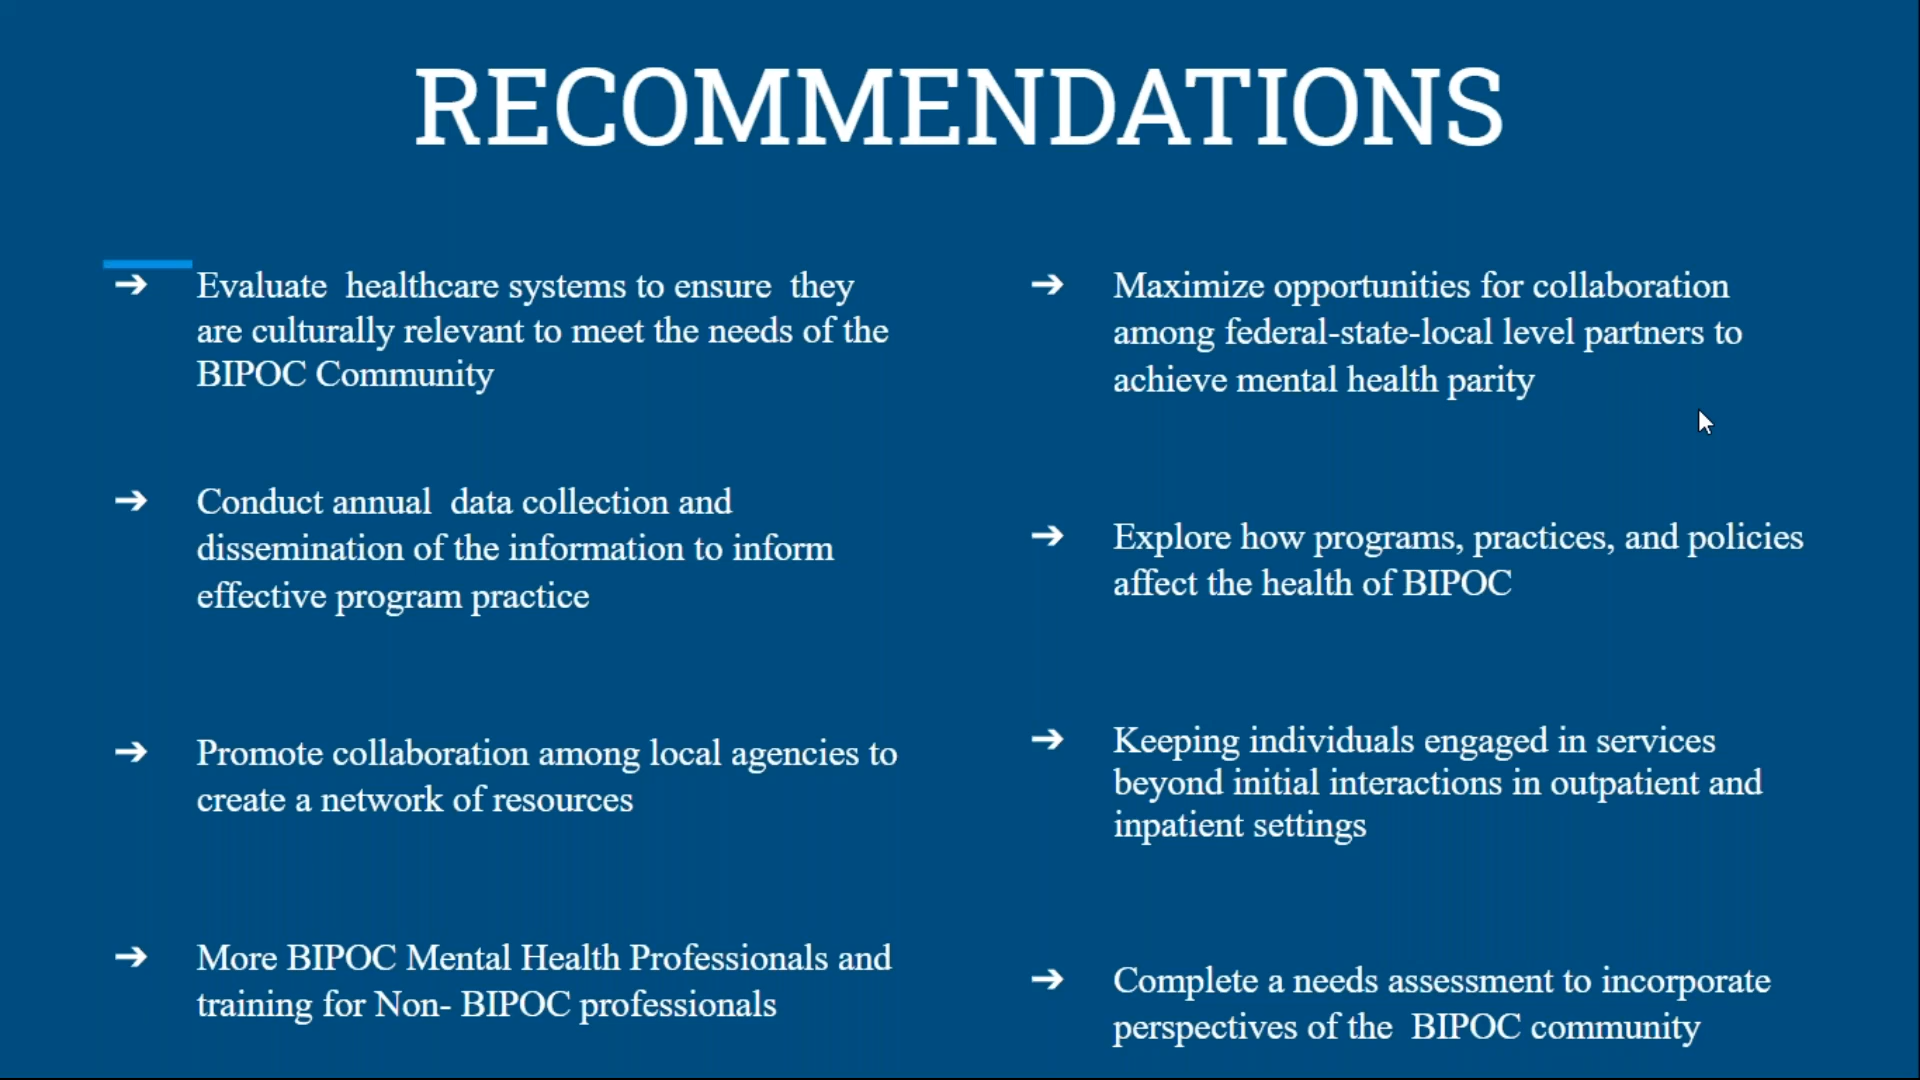 RECOMMENDATIONS
➔ Evaluate  healthcare systems to ensure  they
are culturally relevant to meet the needs of the
BIPOC Community
➔ Conduct annual  data collection and
dissemination of the information to inform
effective program practice
➔ Promote collaboration among local agencies to
create a network of resources
➔ More BIPOC Mental Health Professionals and
training for Non- BIPOC professionals
➔ Maximize opportunities for collaboration
among federal-state-local level partners to
achieve mental health parity
➔ Explore how programs, practices, and policies
affect the health of BIPOC
➔ Keeping individuals engaged in services
beyond initial interactions in outpatient and
inpatient settings
➔ Complete a needs assessment to incorporate
perspectives of the  BIPOC community